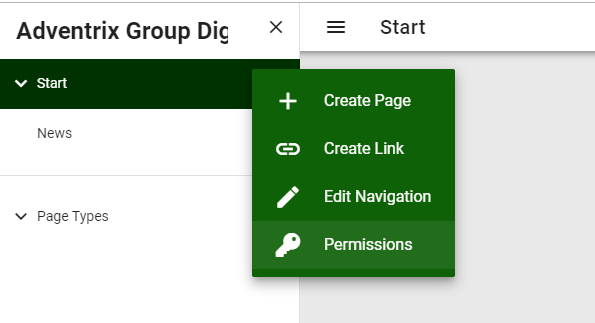 Adventrix Group Dig
Start
Start
News
Page Types
Create Page
Create Link
Edit Navigation
Permissions